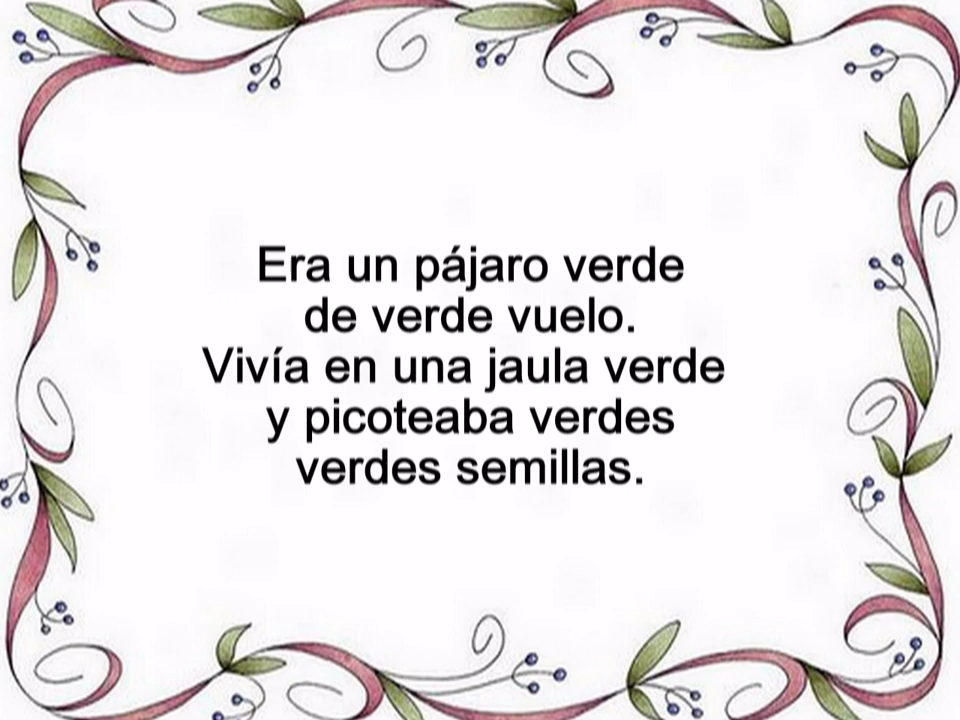 Era un pájaro verde
de verde vuelo.
Vivía en una jaula verde
y picoteaba verdes
verdes semillas.